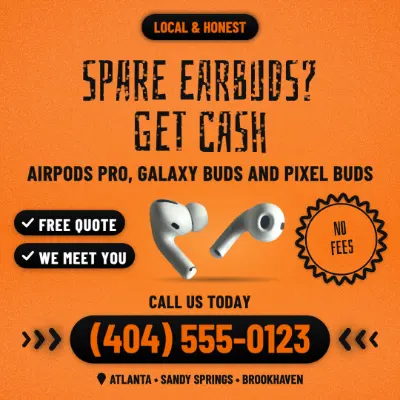 LOCAL & HONEST
SPARE EARBUDS?
GET CASH
AIRPODS PRO, GALAXY BUDS AND PIXEL BUDS
FREE QUOTE
WE MEET YOU
NO
FEES
CALL US TODAY
(404) 555-0123
ATLANTA • SANDY SPRINGS • BROOKHAVEN